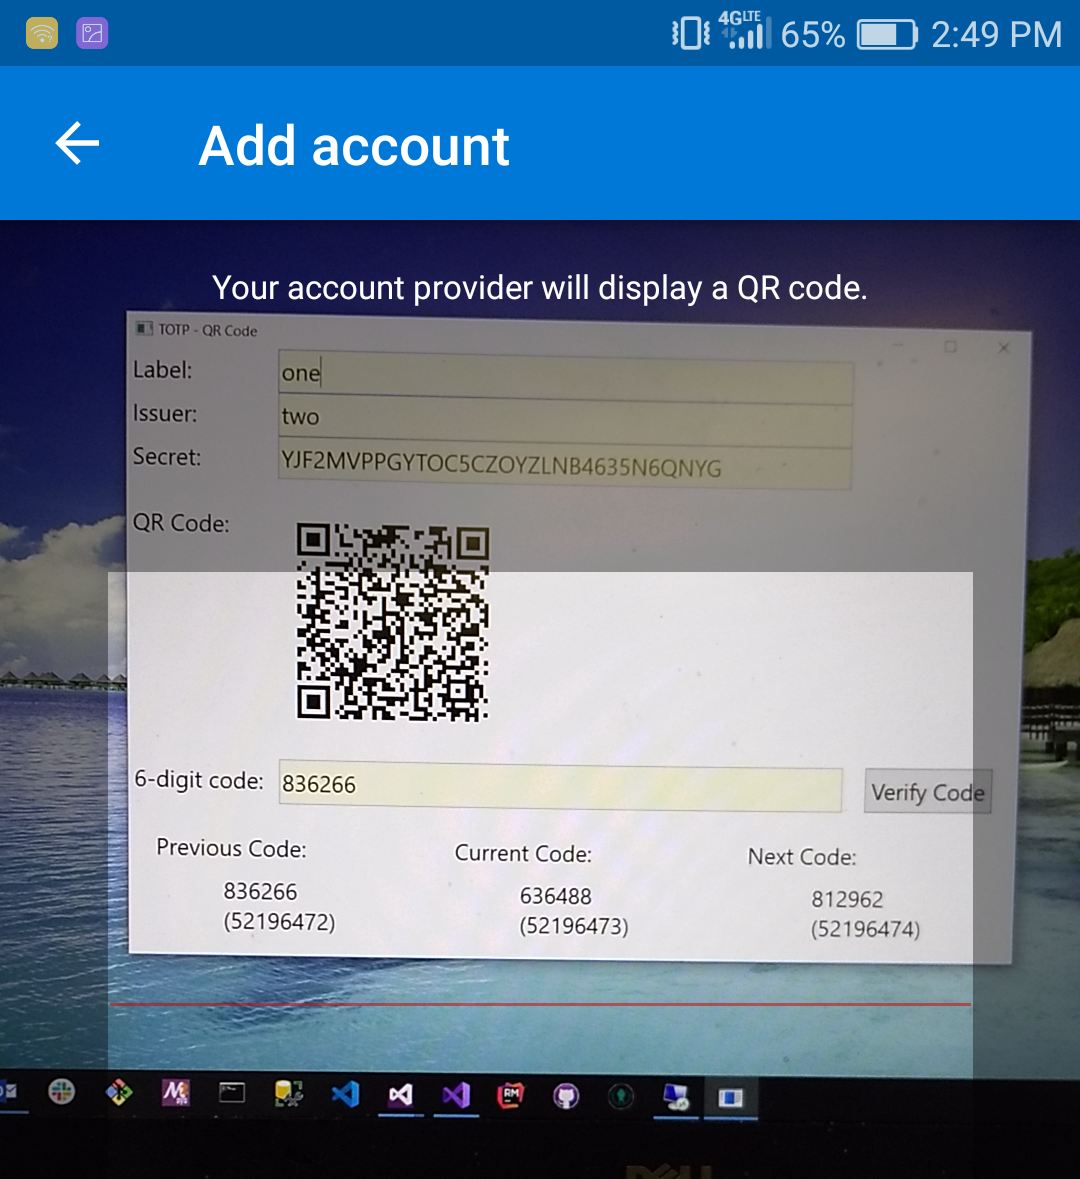 4G LTE 65% 2:49 PM
Add account
Your account provider will display a QR code.
TOTP - QR Code
Label: one
Issuer: two
Secret: YJF2MVPPGYTOC5CZOYZLNB4635N6QNYG
QR Code:
6-digit code: 836266 Verify Code
Previous Code: Current Code: Next Code:
836266 636488 812962
(52196472) (52196473) (52196474)
RM
DELL